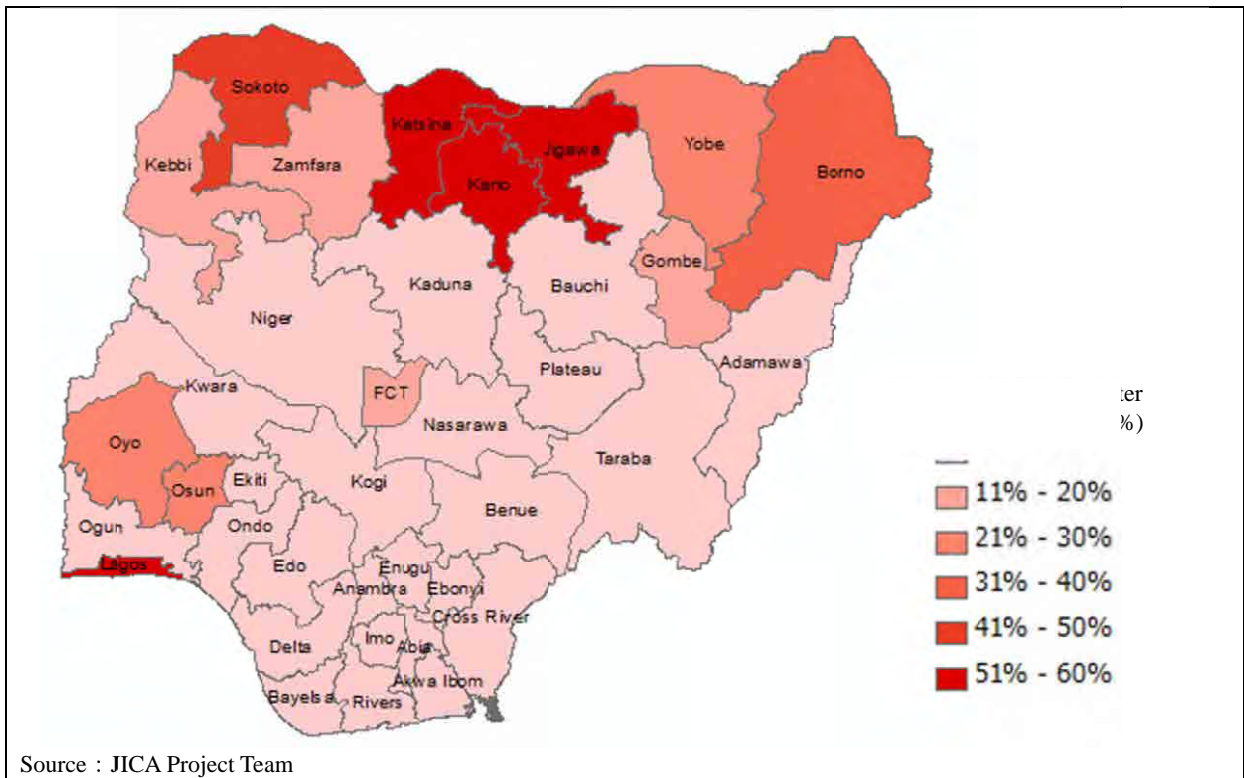 Sokoto
Katsina
Jigawa
Yobe
Borno
Kebbi
Zamfara
Kano
Gombe
Kaduna
Bauchi
Niger
Adamawa
Plateau
Kwara
FCT
Nasarawa
ter
%)
Oyo
Taraba
Osun
Ekiti
Kogi
11% - 20%
Benue
Ogun
Ondo
21% - 30%
Lagos
Edo
Enugu
Anambra
Ebonyi
31% - 40%
Cross River
Delta
Imo
Abia
41% - 50%
Akwa Ibom
51% - 60%
Bayelsa
Rivers
Source : JICA Project Team